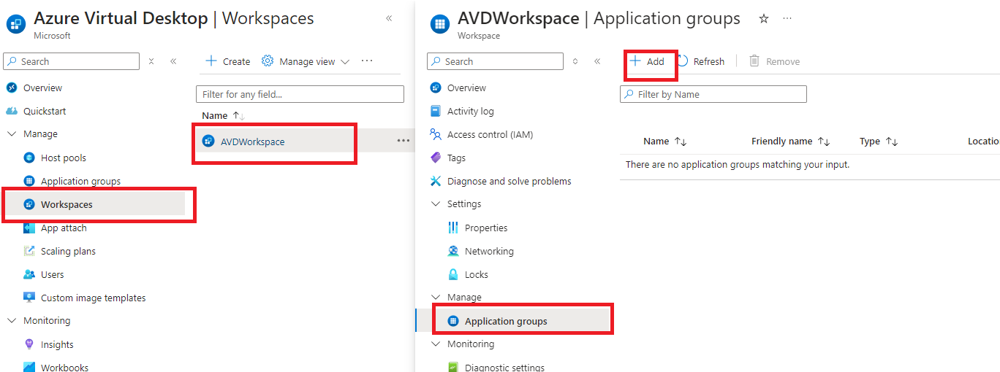 Azure Virtual Desktop | Workspaces
Microsoft
Search
Create
Manage view
Overview
Quickstart
Manage
Host pools
Application groups
Workspaces
App attach
Scaling plans
Users
Custom image templates
Monitoring
Insights
Workbooks
Filter for any field...
Name
AVDWorkspace
AVDWorkspace | Application groups
Workspace
Search
Add
Refresh
Remove
Overview
Activity log
Access control (IAM)
Tags
Diagnose and solve problems
Settings
Properties
Networking
Locks
Manage
Application groups
Monitoring
Diagnostic settings
Filter by Name
Name Friendly name Type Locatio
There are no application groups matching your input.